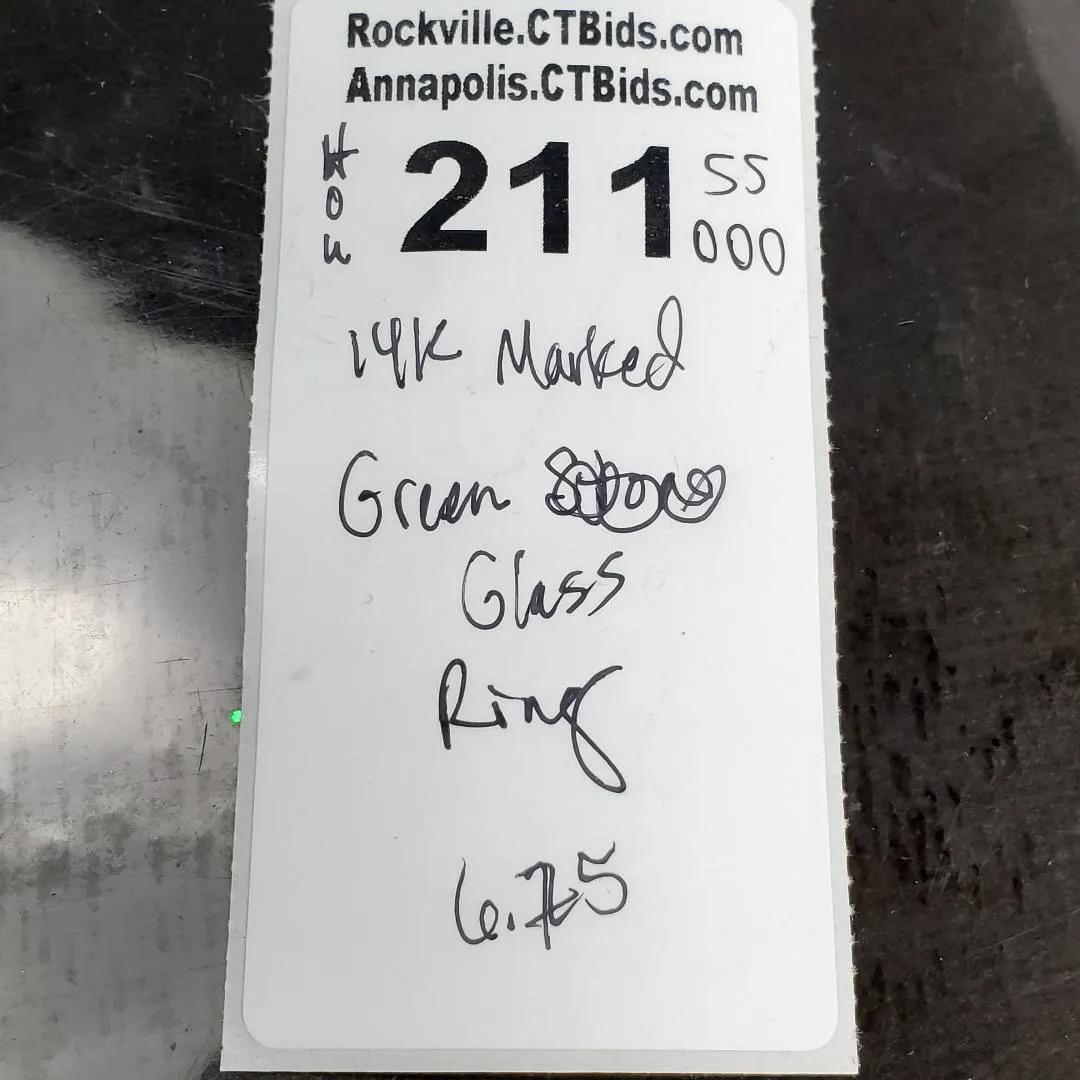 Rockville.CTBids.com
Annapolis.CTBids.com
211
55
000
14K Marked
Green
Glass
Ring
6.75